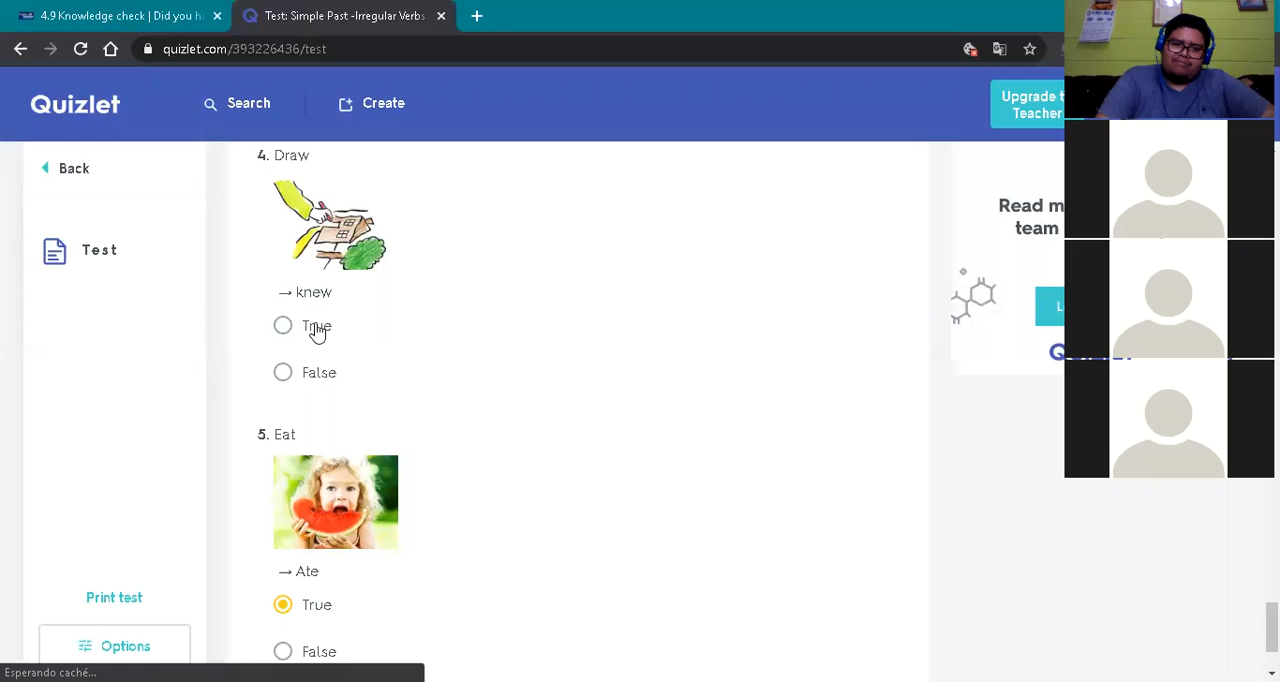 4.9 Knowledge check | Did you h
Test: Simple Past -Irregular Verbs
quizlet.com/393226436/test
Quizlet
Search
Create
Upgrade t
Teacher
Back
Test
4. Draw
→ knew
True
False
5. Eat
→ Ate
True
False
Read m
team
Print test
Options
Esperando caché...